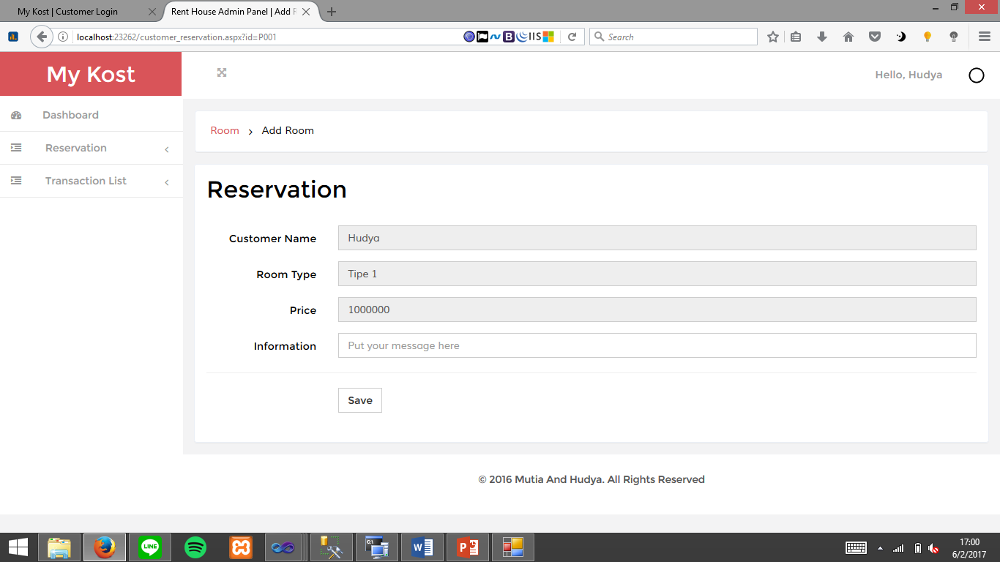 My Kost | Customer Login
Rent House Admin Panel | Add R
localhost:23262/customer_reservation.aspx?id=P001
B
IIS
Search
My Kost
Hello, Hudya
Dashboard
Reservation
Transaction List
Room > Add Room
Reservation
Customer Name Hudya
Room Type Tipe 1
Price 1000000
Information Put your message here
Save
© 2016 Mutia And Hudya. All Rights Reserved
LINE
17:00
6/2/2017